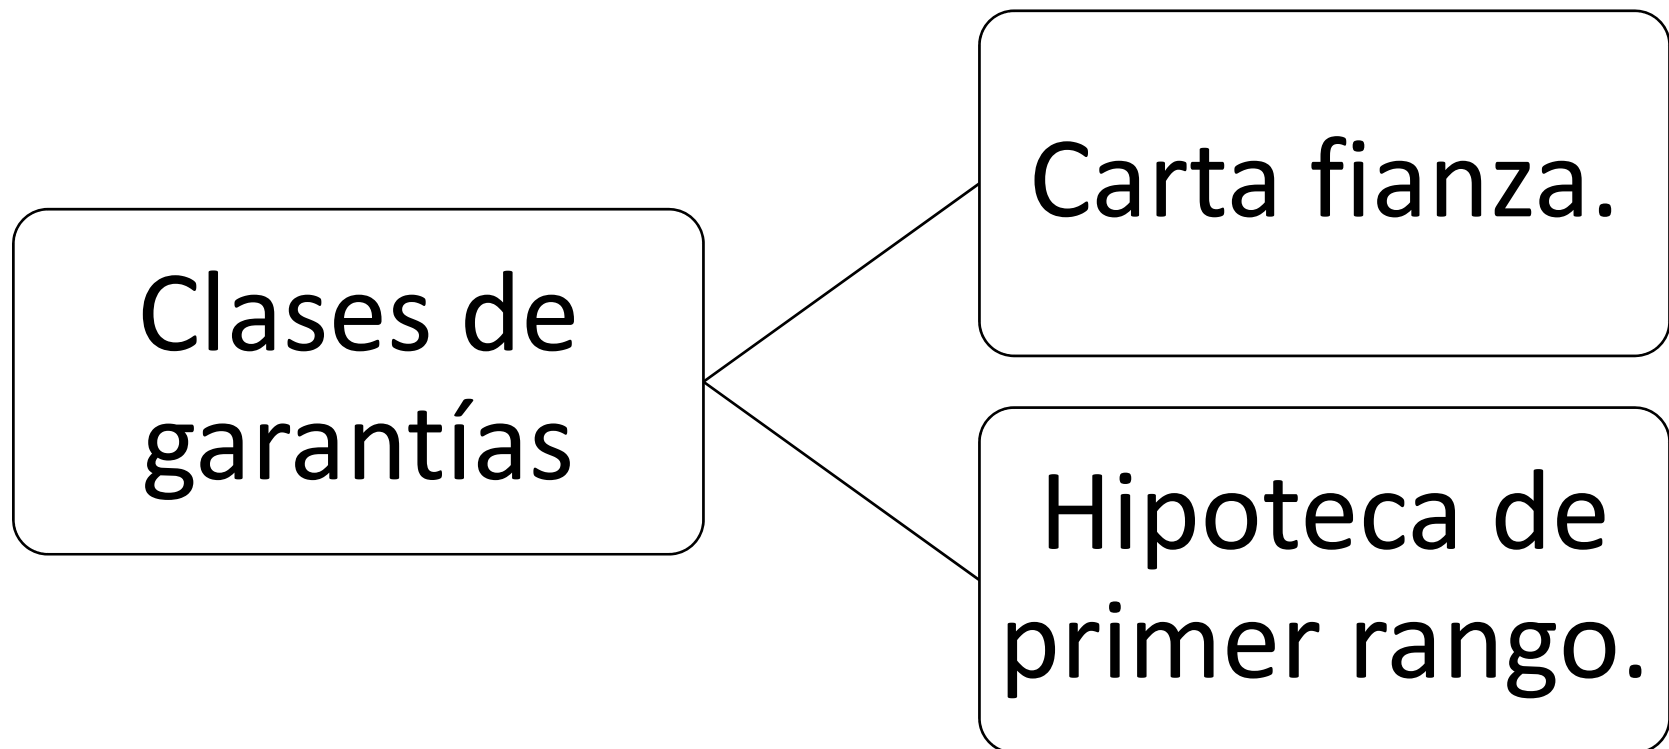 Clases de
garantías
Carta fianza.
Hipoteca de
primer rango.